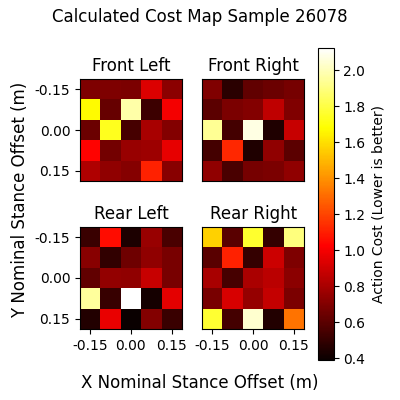 Calculated Cost Map Sample 26078
Front Left
Front Right
-0.15
0.00
0.15
Rear Left
Rear Right
-0.15
0.00
0.15
-0.15 0.00 0.15
-0.15 0.00 0.15
X Nominal Stance Offset (m)
Y Nominal Stance Offset (m)
2.0
1.8
1.6
1.4
1.2
1.0
0.8
0.6
0.4
Action Cost (Lower is better)